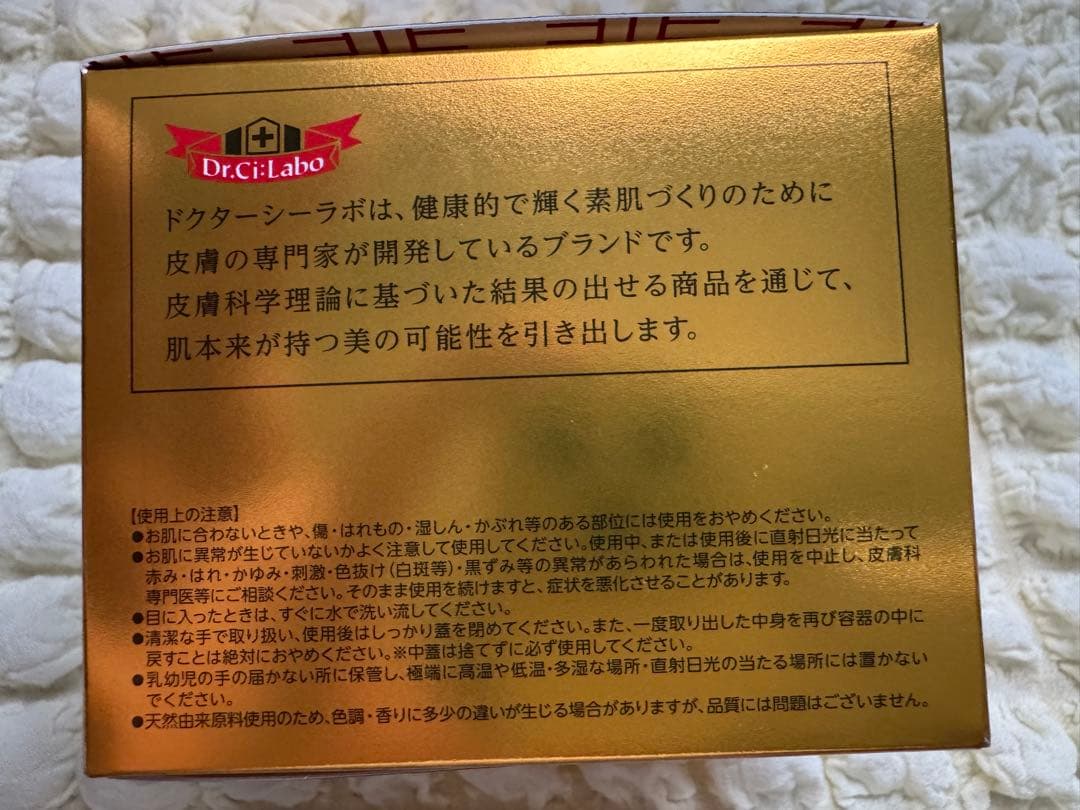 Dr.Ci:Labo
ドクターシーラボは、健康的で輝く素肌づくりのために
皮膚の専門家が開発しているブランドです。
皮膚科学理論に基づいた結果の出せる商品を通じて、
肌本来が持つ美の可能性を引き出します。
【使用上の注意】
●お肌に合わないときや、傷・はれもの・湿しん・かぶれ等のある部位には使用をおやめください。
●お肌に異常が生じていないかよく注意して使用してください。使用中、または使用後に直射日光に当たって
赤み・はれ・かゆみ・刺激・色抜け(白斑等)・黒ずみ等の異常があらわれた場合は、使用を中止し、皮膚科
専門医等にご相談ください。そのまま使用を続けますと、症状を悪化させることがあります。
●目に入ったときは、すぐに水で洗い流してください。
●清潔な手で取り扱い、使用後はしっかり蓋を閉めてください。また、一度取り出した中身を再び容器の中に
戻すことは絶対におやめください。※中蓋は捨てずに必ず使用してください。
●乳幼児の手の届かない所に保管し、極端に高温や低温・多湿な場所・直射日光の当たる場所には置かない
でください。
●天然由来原料使用のため、色調・香りに多少の違いが生じる場合がありますが、品質には問題はございません。